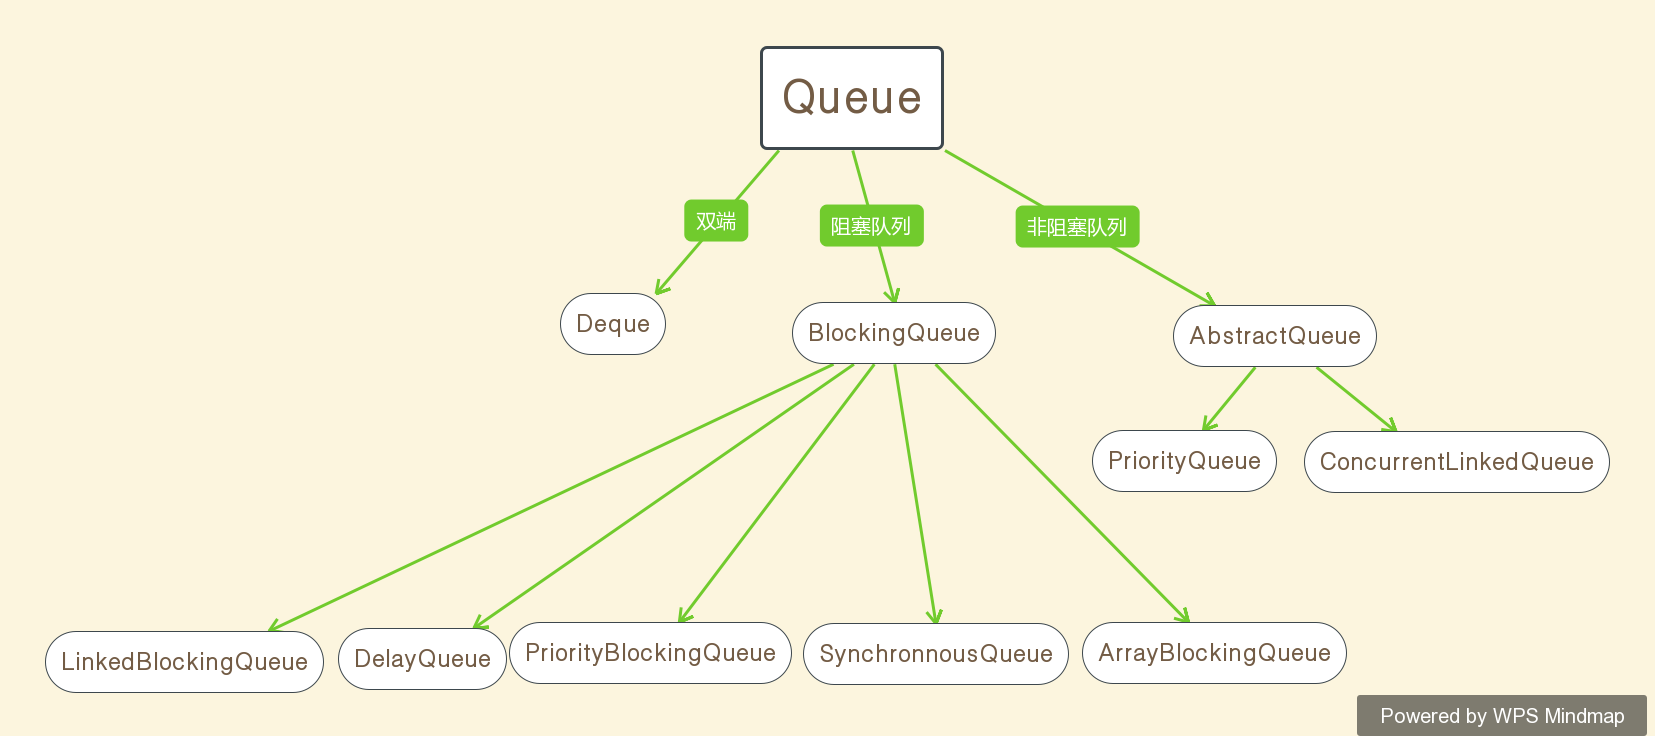 Queue
双端
阻塞队列
非阻塞队列
Deque
BlockingQueue
AbstractQueue
PriorityQueue
ConcurrentLinkedQueue
LinkedBlockingQueue
DelayQueue
PriorityBlockingQueue
SynchronnousQueue
ArrayBlockingQueue
Powered by WPS Mindmap